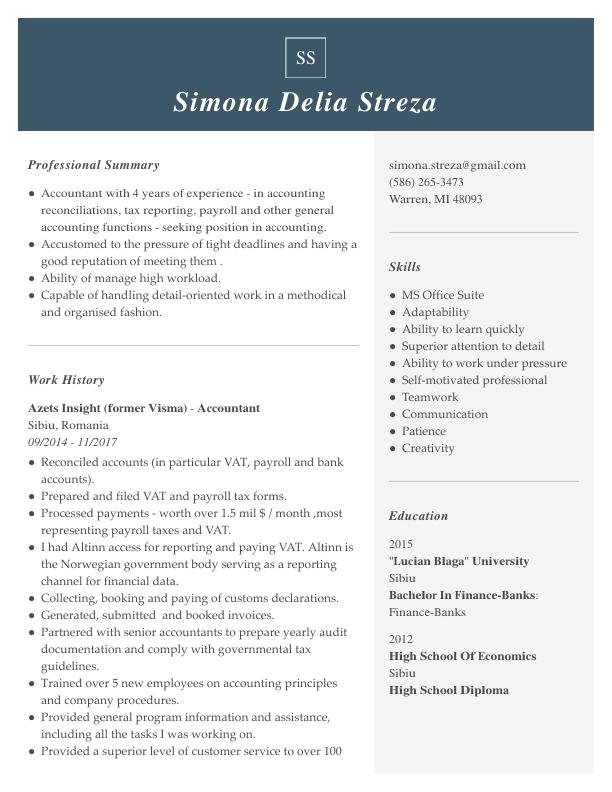 SS
Simona Delia Streza
Professional Summary
● Accountant with 4 years of experience - in accounting
reconciliations, tax reporting, payroll and other general
accounting functions - seeking position in accounting.
● Accustomed to the pressure of tight deadlines and having a
good reputation of meeting them .
● Ability of manage high workload.
● Capable of handling detail-oriented work in a methodical
and organised fashion.
Work History
Azets Insight (former Visma) - Accountant
Sibiu, Romania
09/2014 - 11/2017
● Reconciled accounts (in particular VAT, payroll and bank
accounts).
● Prepared and filed VAT and payroll tax forms.
● Processed payments - worth over 1.5 mil $ / month ,most
representing payroll taxes and VAT.
● I had Altinn access for reporting and paying VAT. Altinn is
the Norwegian government body serving as a reporting
channel for financial data.
● Collecting, booking and paying of customs declarations.
● Generated, submitted  and booked invoices.
● Partnered with senior accountants to prepare yearly audit
documentation and comply with governmental tax
guidelines.
● Trained over 5 new employees on accounting principles
and company procedures.
● Provided general program information and assistance,
including all the tasks I was working on.
● Provided a superior level of customer service to over 100
simona.streza@gmail.com
(586) 265-3473
Warren, MI 48093
Skills
● MS Office Suite
● Adaptability
● Ability to learn quickly
● Superior attention to detail
● Ability to work under pressure
● Self-motivated professional
● Teamwork
● Communication
● Patience
● Creativity
Education
2015
"Lucian Blaga" University
Sibiu
Bachelor In Finance-Banks:
Finance-Banks
2012
High School Of Economics
Sibiu
High School Diploma